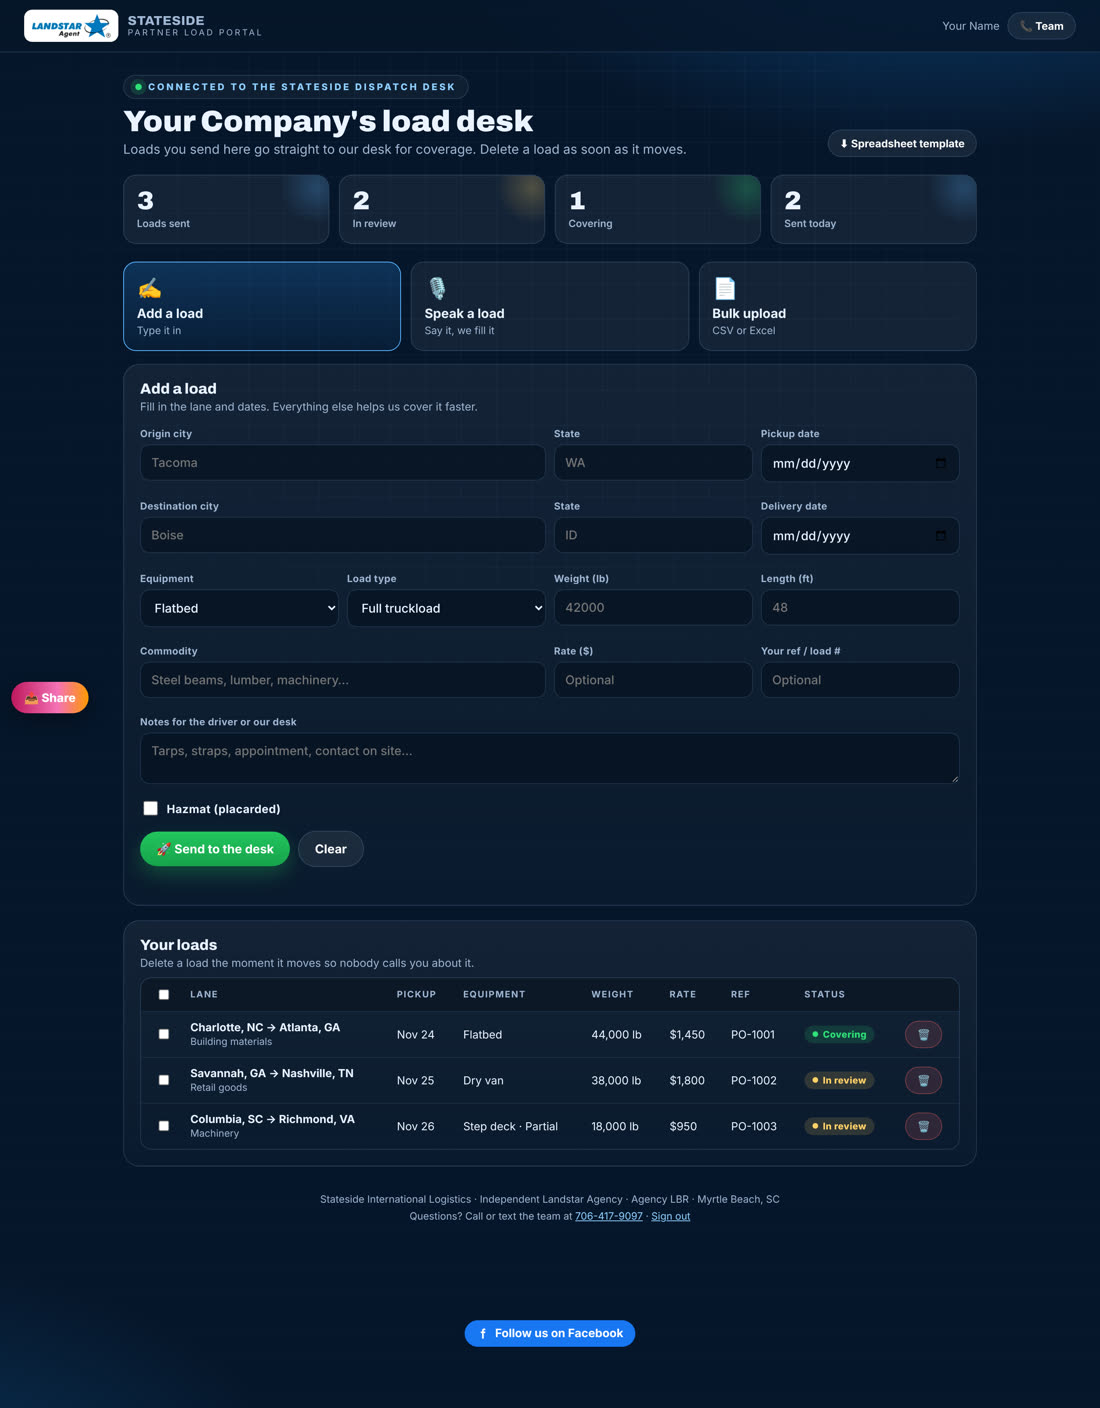 LANDSTAR
Agent
®
STATESIDE
PARTNER LOAD PORTAL
Your Name
📞 Team
CONNECTED TO THE STATESIDE DISPATCH DESK
Your Company's load desk
Loads you send here go straight to our desk for coverage. Delete a load as soon as it moves.
⬇ Spreadsheet template
3
Loads sent
2
In review
1
Covering
2
Sent today
Add a load
Type it in
Speak a load
Say it, we fill it
Bulk upload
CSV or Excel
Add a load
Fill in the lane and dates. Everything else helps us cover it faster.
Origin city State Pickup date
Tacoma WA mm/dd/yyyy
Destination city State Delivery date
Boise ID mm/dd/yyyy
Equipment Load type Weight (lb) Length (ft)
Flatbed Full truckload 42000 48
Commodity Rate ($) Your ref / load #
Steel beams, lumber, machinery... Optional Optional
📤 Share
Notes for the driver or our desk
Tarps, straps, appointment, contact on site...
Hazmat (placarded)
🚀 Send to the desk Clear
Your loads
Delete a load the moment it moves so nobody calls you about it.
LANE PICKUP EQUIPMENT WEIGHT RATE REF STATUS
Charlotte, NC → Atlanta, GA Nov 24 Flatbed 44,000 lb $1,450 PO-1001 Covering
Building materials
Savannah, GA → Nashville, TN Nov 25 Dry van 38,000 lb $1,800 PO-1002 In review
Retail goods
Columbia, SC → Richmond, VA Nov 26 Step deck · Partial 18,000 lb $950 PO-1003 In review
Machinery
Stateside International Logistics · Independent Landstar Agency · Agency LBR · Myrtle Beach, SC
Questions? Call or text the team at 706-417-9097 · Sign out
f Follow us on Facebook